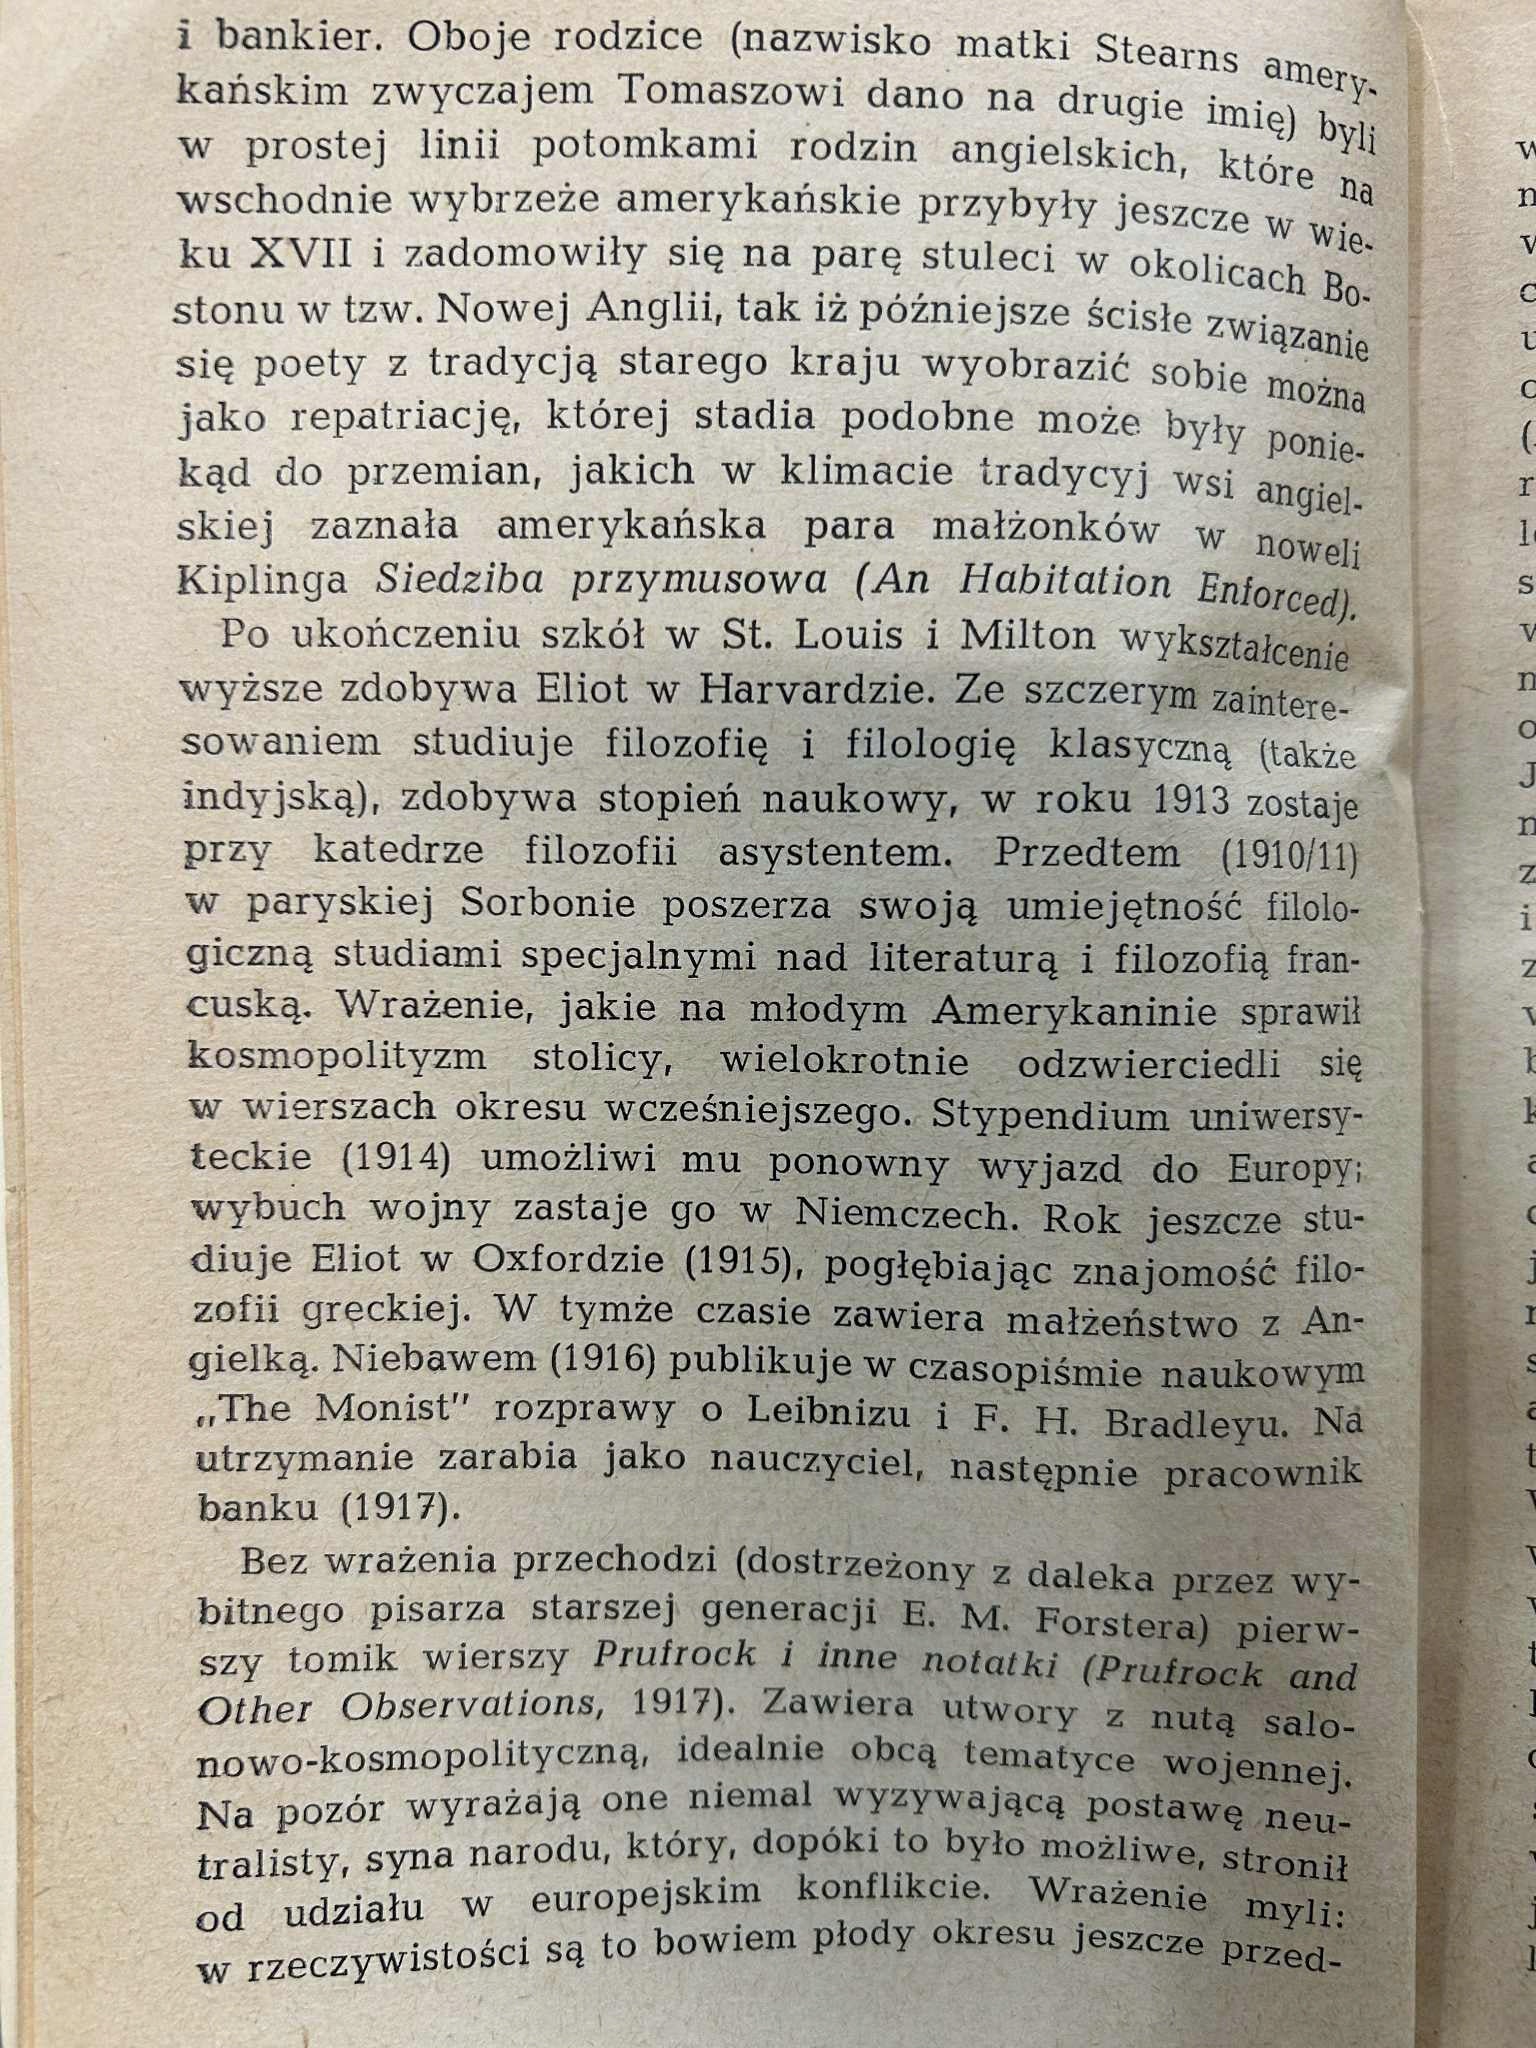 i bankier. Oboje rodzice (nazwisko matki Stearns amery-
kańskim zwyczajem Tomaszowi dano na drugie imię) byli
w prostej linii potomkami rodzin angielskich, które na
wschodnie wybrzeże amerykańskie przybyły jeszcze w wie-
ku XVII i zadomowiły się na parę stuleci w okolicach Bo-
stonu w tzw. Nowej Anglii, tak iż późniejsze ścisłe związanie
się poety z tradycją starego kraju wyobrazić sobie można
jako repatriację, której stadia podobne może były ponie-
kąd do przemian, jakich w klimacie tradycyj wsi angiel-
skiej zaznała amerykańska para małżonków w noweli
Kiplinga Siedziba przymusowa (An Habitation Enforced).
Po ukończeniu szkół w St. Louis i Milton wykształcenie
wyższe zdobywa Eliot w Harvardzie. Ze szczerym zaintere-
sowaniem studiuje filozofię i filologię klasyczną (także
indyjską), zdobywa stopień naukowy, w roku 1913 zostaje
przy katedrze filozofii asystentem. Przedtem (1910/11)
w paryskiej Sorbonie poszerza swoją umiejętność filolo-
giczną studiami specjalnymi nad literaturą i filozofią fran-
cuską. Wrażenie, jakie na młodym Amerykaninie sprawił
kosmopolityzm stolicy, wielokrotnie odzwierciedli się
w wierszach okresu wcześniejszego. Stypendium uniwersy-
teckie (1914) umożliwi mu ponowny wyjazd do Europy;
wybuch wojny zastaje go w Niemczech. Rok jeszcze stu-
diuje Eliot w Oxfordzie (1915), pogłębiając znajomość filo-
zofii greckiej. W tymże czasie zawiera małżeństwo z An-
gielką. Niebawem (1916) publikuje w czasopiśmie naukowym
„The Monist" rozprawy o Leibnizu i F. H. Bradleyu. Na
utrzymanie zarabia jako nauczyciel, następnie pracownik
banku (1917).
Bez wrażenia przechodzi (dostrzeżony z daleka przez wy-
bitnego pisarza starszej generacji E. M. Forstera) pierw-
szy tomik wierszy Prufrock i inne notatki (Prufrock and
Other Observations, 1917). Zawiera utwory z nutą salo-
nowo-kosmopolityczną, idealnie obcą tematyce wojennej.
Na pozór wyrażają one niemal wyzywającą postawę neu-
tralisty, syna narodu, który, dopóki to było możliwe, stronił
od udziału w europejskim konflikcie. Wrażenie myli:
w rzeczywistości są to bowiem płody okresu jeszcze przed-